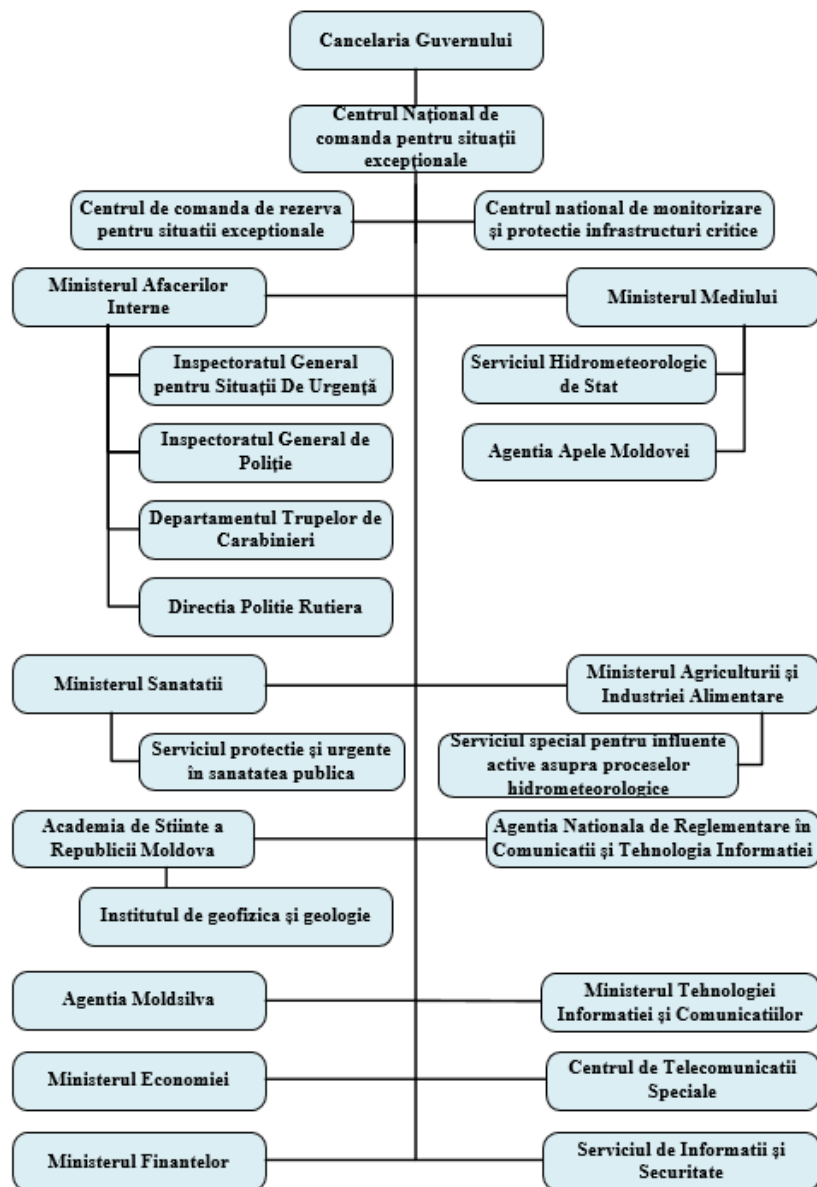 Cancelaria Guvernului
Centrul Național de
comanda pentru situații
excepționale
Centrul de comanda de rezerva
pentru situatii exceptionale
Centrul national de monitorizare
și protectie infrastructuri critice
Ministerul Afacerilor
Interne
Ministerul Mediului
Inspectoratul General
pentru Situații De Urgență
Serviciul Hidrometeorologic
de Stat
Inspectoratul General de
Poliție
Agentia Apele Moldovei
Departamentul Trupelor de
Carabinieri
Directia Politie Rutiera
Ministerul Sanatatii
Ministerul Agriculturii și
Industriei Alimentare
Serviciul protectie și urgente
în sanatatea publica
Serviciul special pentru influente
active asupra proceselor
hidrometeorologice
Academia de Stiinte a
Republicii Moldova
Agentia Nationala de Reglementare în
Comunicatii și Tehnologia Informatiei
Institutul de geofizica și geologie
Agentia Moldsilva
Ministerul Tehnologiei
Informatiei și Comunicatiilor
Ministerul Economiei
Centrul de Telecomunicatii
Speciale
Ministerul Finantelor
Serviciul de Informatii și
Securitate